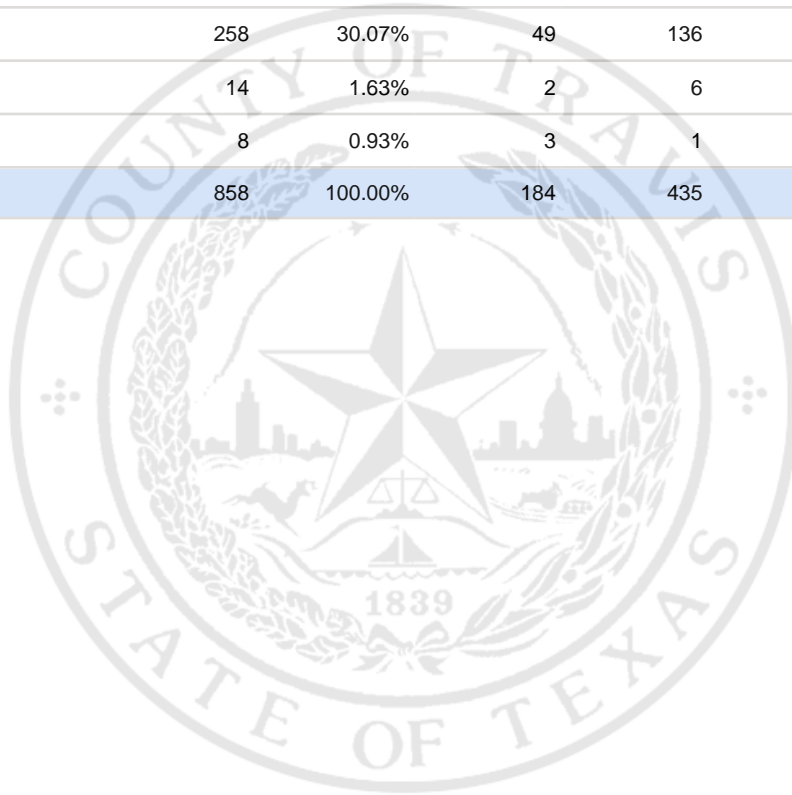 258 30.07% 49 136
14 1.63% 2 6
8 0.93% 3 1
858 100.00% 184 435
COUNTY OF TRAVIS
1839
STATE OF TEXAS